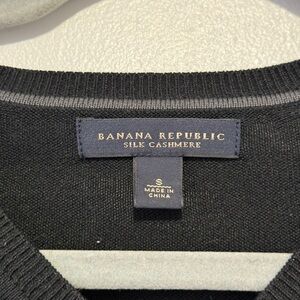 BANANA REPUBLIC
SILK CASHMERE
S
MADE IN
CHINA